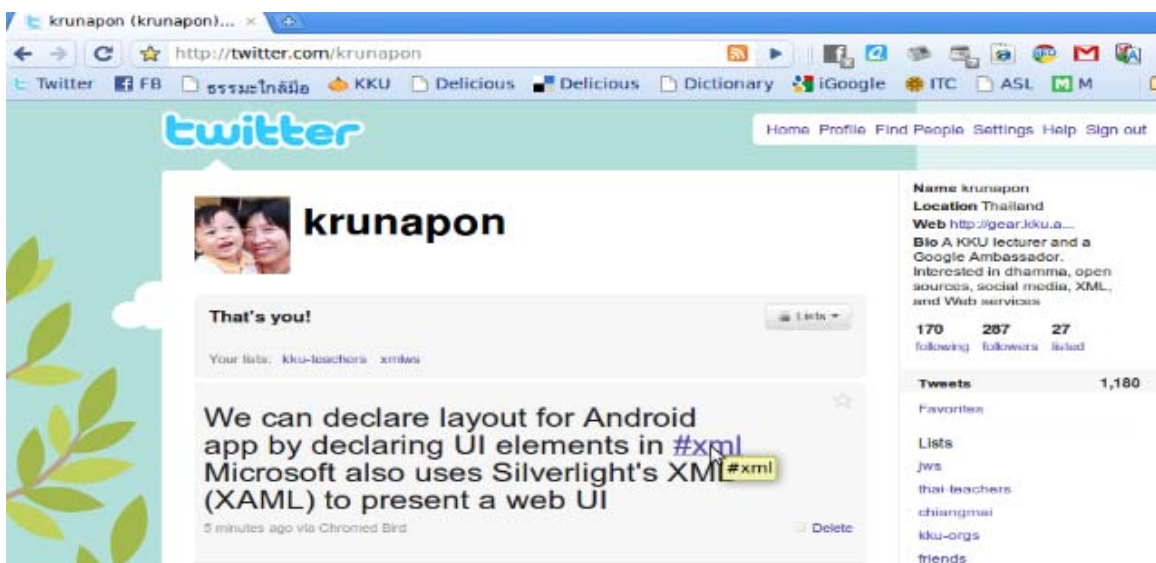 krunapon (krunapon)...
http://twitter.com/krunapon
Twitter FB ธรรมะใกล้มือ KKU Delicious Delicious Dictionary iGoogle ITC ASL M
twitter
Home Profile Find People Settings Help Sign out
krunapon
That's you!
Lists
Your lists: kku-teachers xmlws
We can declare layout for Android
app by declaring UI elements in #xml
Microsoft also uses Silverlight's XML
#xml
(XAML) to present a web UI
5 minutes ago via Chromed Bird
Delete
Name krunapon
Location Thailand
Web http://gear.kku.a...
Bio A KKU lecturer and a
Google Ambassador.
Interested in dhamma, open
sources, social media, XML,
and Web services
170 287 27
following followers listed
Tweets 1,180
Favorites
Lists
jws
thai-teachers
chiangmai
kku-orgs
friends